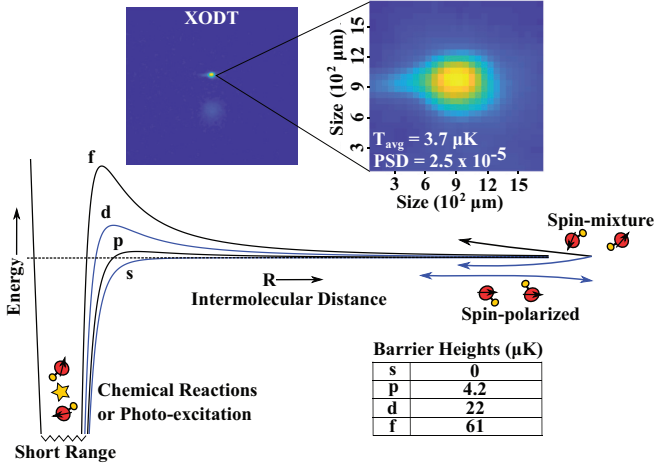 XODT
Size (10² μm)
15
12
9
6
3
T_avg = 3.7 μK
PSD = 2.5 x 10⁻⁵
3 6 9 12 15
Size (10² μm)
f
d
p
s
Energy
R
Intermolecular Distance
Spin-mixture
Spin-polarized
Chemical Reactions
or Photo-excitation
Short Range
Barrier Heights (μK)
s 0
p 4.2
d 22
f 61